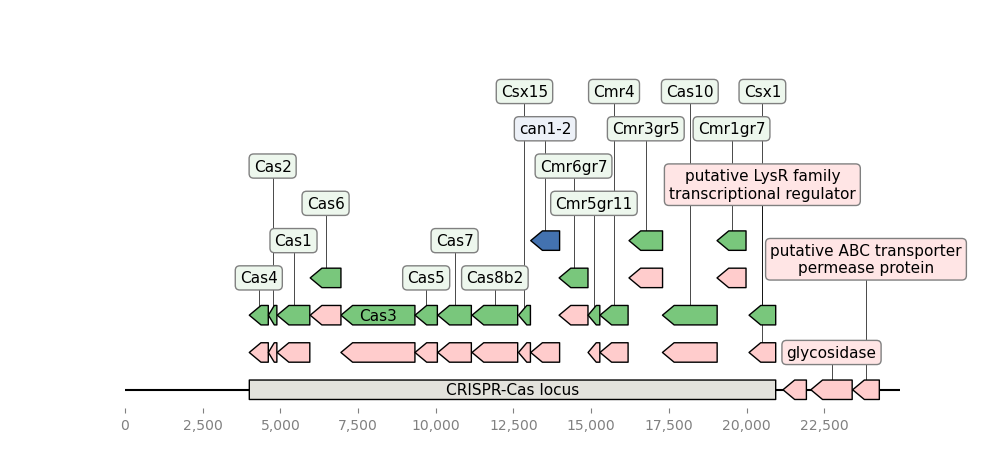 Csx15
Cmr4
Cas10
Csx1
can1-2
Cmr3gr5
Cmr1gr7
Cas2
Cmr6gr7
putative LysR family
transcriptional regulator
Cas6
Cmr5gr11
Cas1
Cas7
putative ABC transporter
permease protein
Cas4
Cas5
Cas8b2
Cas3
glycosidase
CRISPR-Cas locus
0
2,500
5,000
7,500
10,000
12,500
15,000
17,500
20,000
22,500